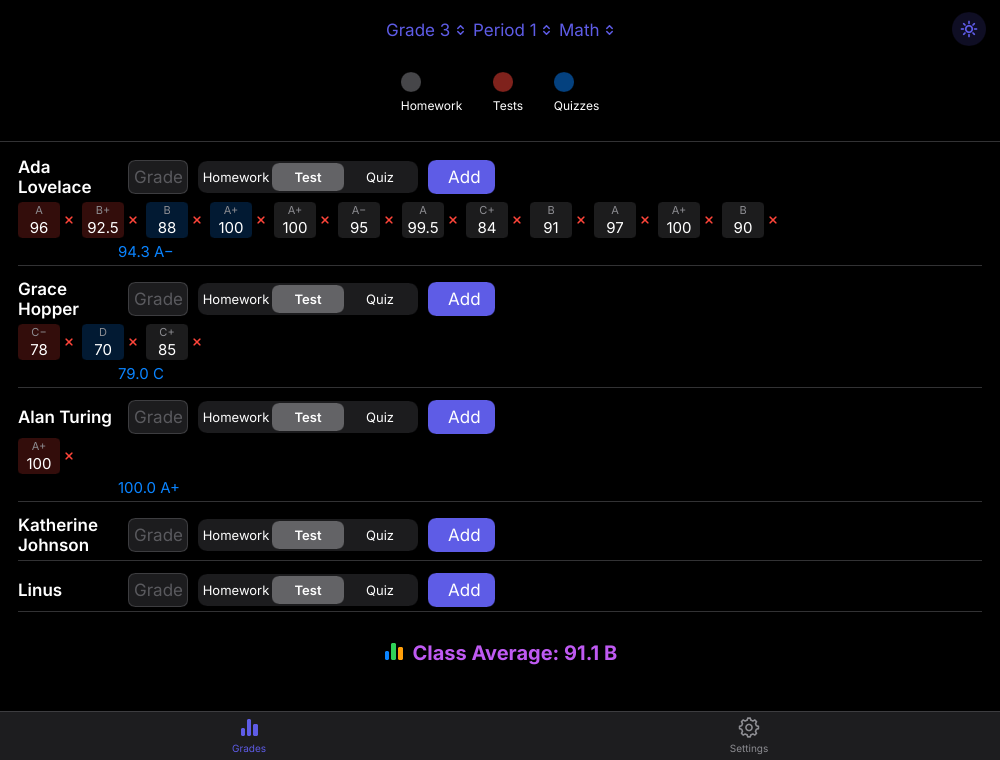 Grade 3 Period 1 Math
Homework Tests Quizzes
Ada
Lovelace
Grade Homework Test Quiz Add
A B+ B A+ A+ A− A C+ B A A+ B
96 × 92.5 × 88 × 100 × 100 × 95 × 99.5 × 84 × 91 × 97 × 100 × 90 ×
94.3 A−
Grace
Hopper
Grade Homework Test Quiz Add
C− D C+
78 × 70 × 85 ×
79.0 C
Alan Turing Grade Homework Test Quiz Add
A+
100 ×
100.0 A+
Katherine
Johnson
Grade Homework Test Quiz Add
Linus Grade Homework Test Quiz Add
Class Average: 91.1 B
Grades Settings